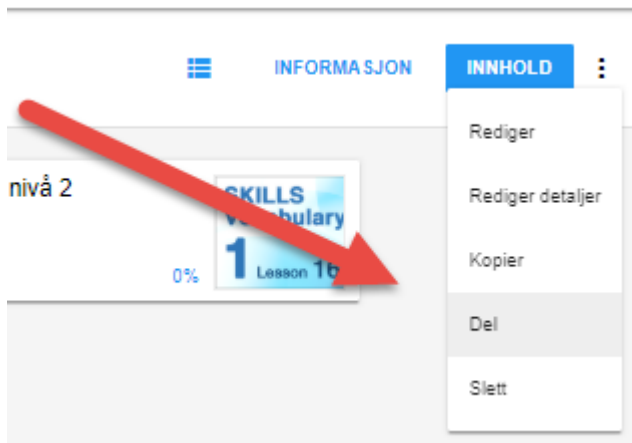 INFORMASJON INNHOLD
Rediger
nivå 2
SKILLS
Rediger detaljer
Vocabulary
Kopier
0%
1 Lesson 16
Del
Slett